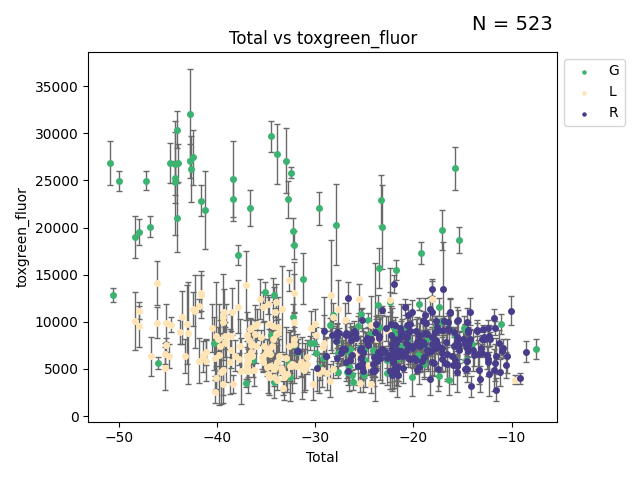 N = 523
Total vs toxgreen_fluor
G
L
R
toxgreen_fluor
35000
30000
25000
20000
15000
10000
5000
0
−50
−40
−30
−20
−10
Total